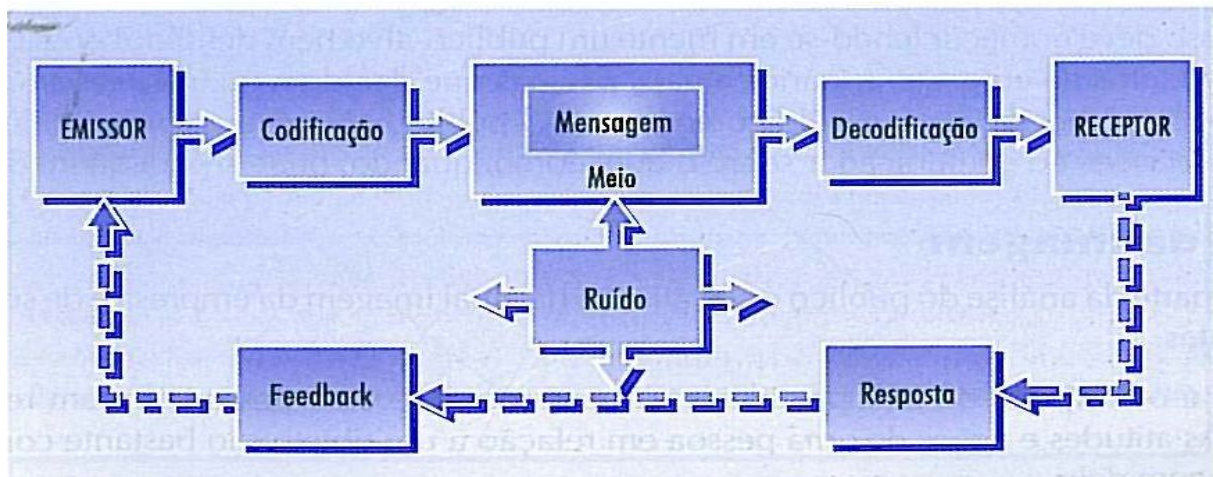 EMISSOR
Codificação
Mensagem
Meio
Decodificação
RECEPTOR
Ruído
Feedback
Resposta